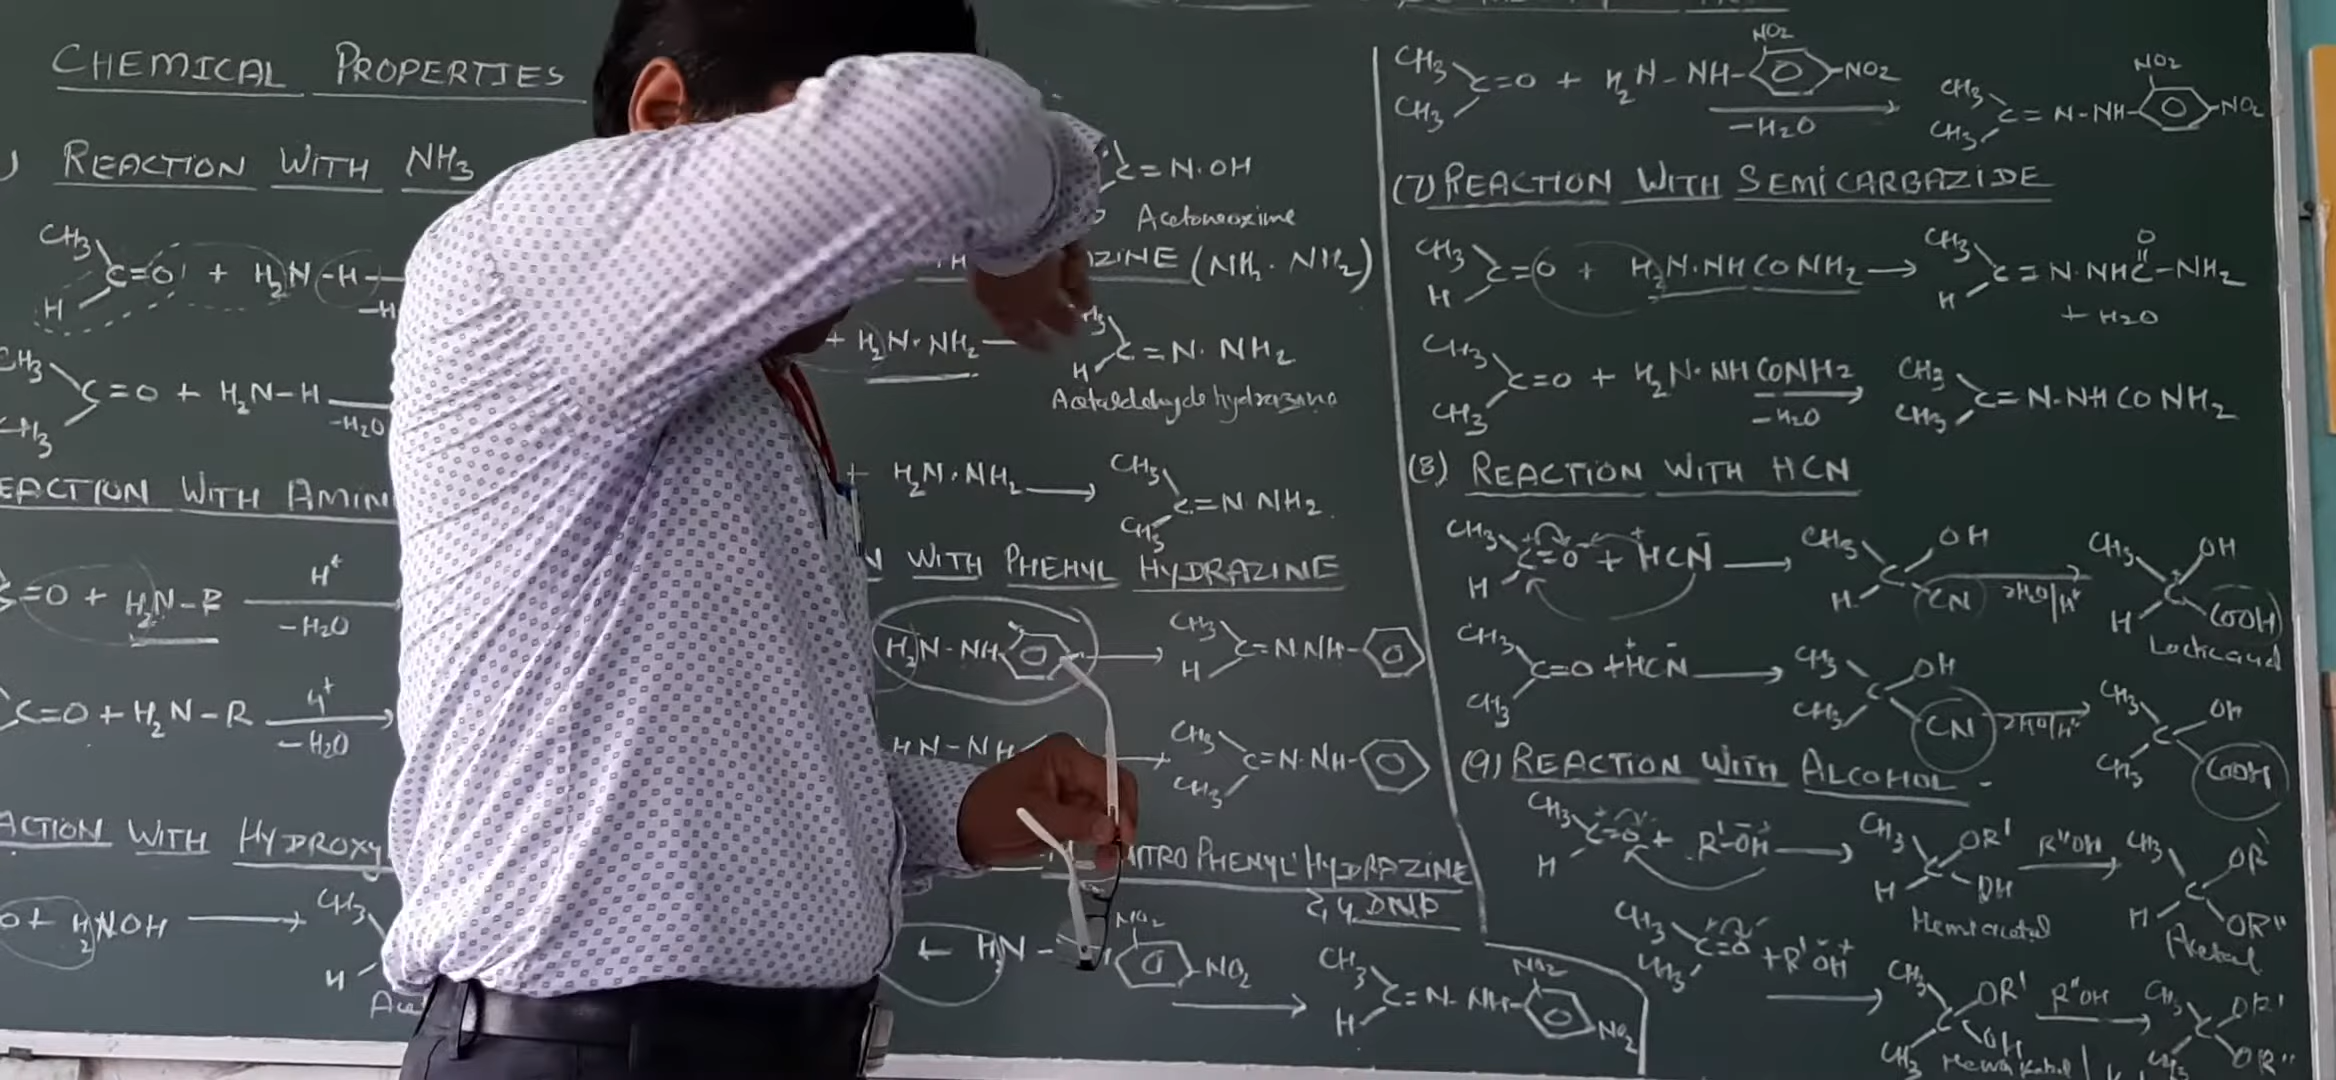 CHEMICAL PROPERTIES
REACTION WITH NH3
CH3
C=O + H2N-H
H
CH3
C=O + H2N-H
-H2O
CH3
EACTION WITH AMIN
=O + H2N-R
H+
-H2O
C=O + H2N-R
H+
-H2O
ACTION WITH HYDROXY
O + H2NOH
CH3
H
Ace
C=N.OH
Acetoneoxime
ZINE (NH2.NH2)
+ H2N.NH2
C=N.NH2
H
Acetaldehyde hydrazone
+ H2N.NH2
CH3
C=N NH2
CH3
WITH PHENYL HYDRAZINE
H2N-NH
CH3
C=NNH
H
HN-NH
CH3
C=N.NH
CH3
NITRO PHENYL HYDRAZINE
2,4 DNP
H2N-
NO2
NO2
CH3
C=N-NH
H
NO2
NO2
CH3
C=O + H2N-NH
CH3
NO2
NO2
-H2O
CH3
C=N-NH
CH3
NO2
NO2
(7) REACTION WITH SEMICARBAZIDE
CH3
C=O + H2N.NHCONH2
H
CH3
O
C=N.NHC-NH2
H
+ H2O
CH3
C=O + H2N.NHCONH2
CH3
-H2O
CH3
C=N-NHCONH2
CH3
(8) REACTION WITH HCN
CH3
C=O + HCN
H
CH3 OH
C
H CN
2H2O/H+
CH3 OH
C
H COOH
CH3
C=O + HCN
CH3
CH3 OH
C
CH3 CN
2H2O/H+
CH3 OH
C
CH3 COOH
(9) REACTION WITH ALCOHOL -
CH3
C=O + R'-OH
H
CH3 OR'
C
H OH
Hemiacetal
R"OH
CH3 OR'
C
H OR"
Acetal
CH3
C=O + R'OH
CH3
CH3 OR'
C
CH3 OH
R"OH
CH3 OR'
C
CH3 OR"